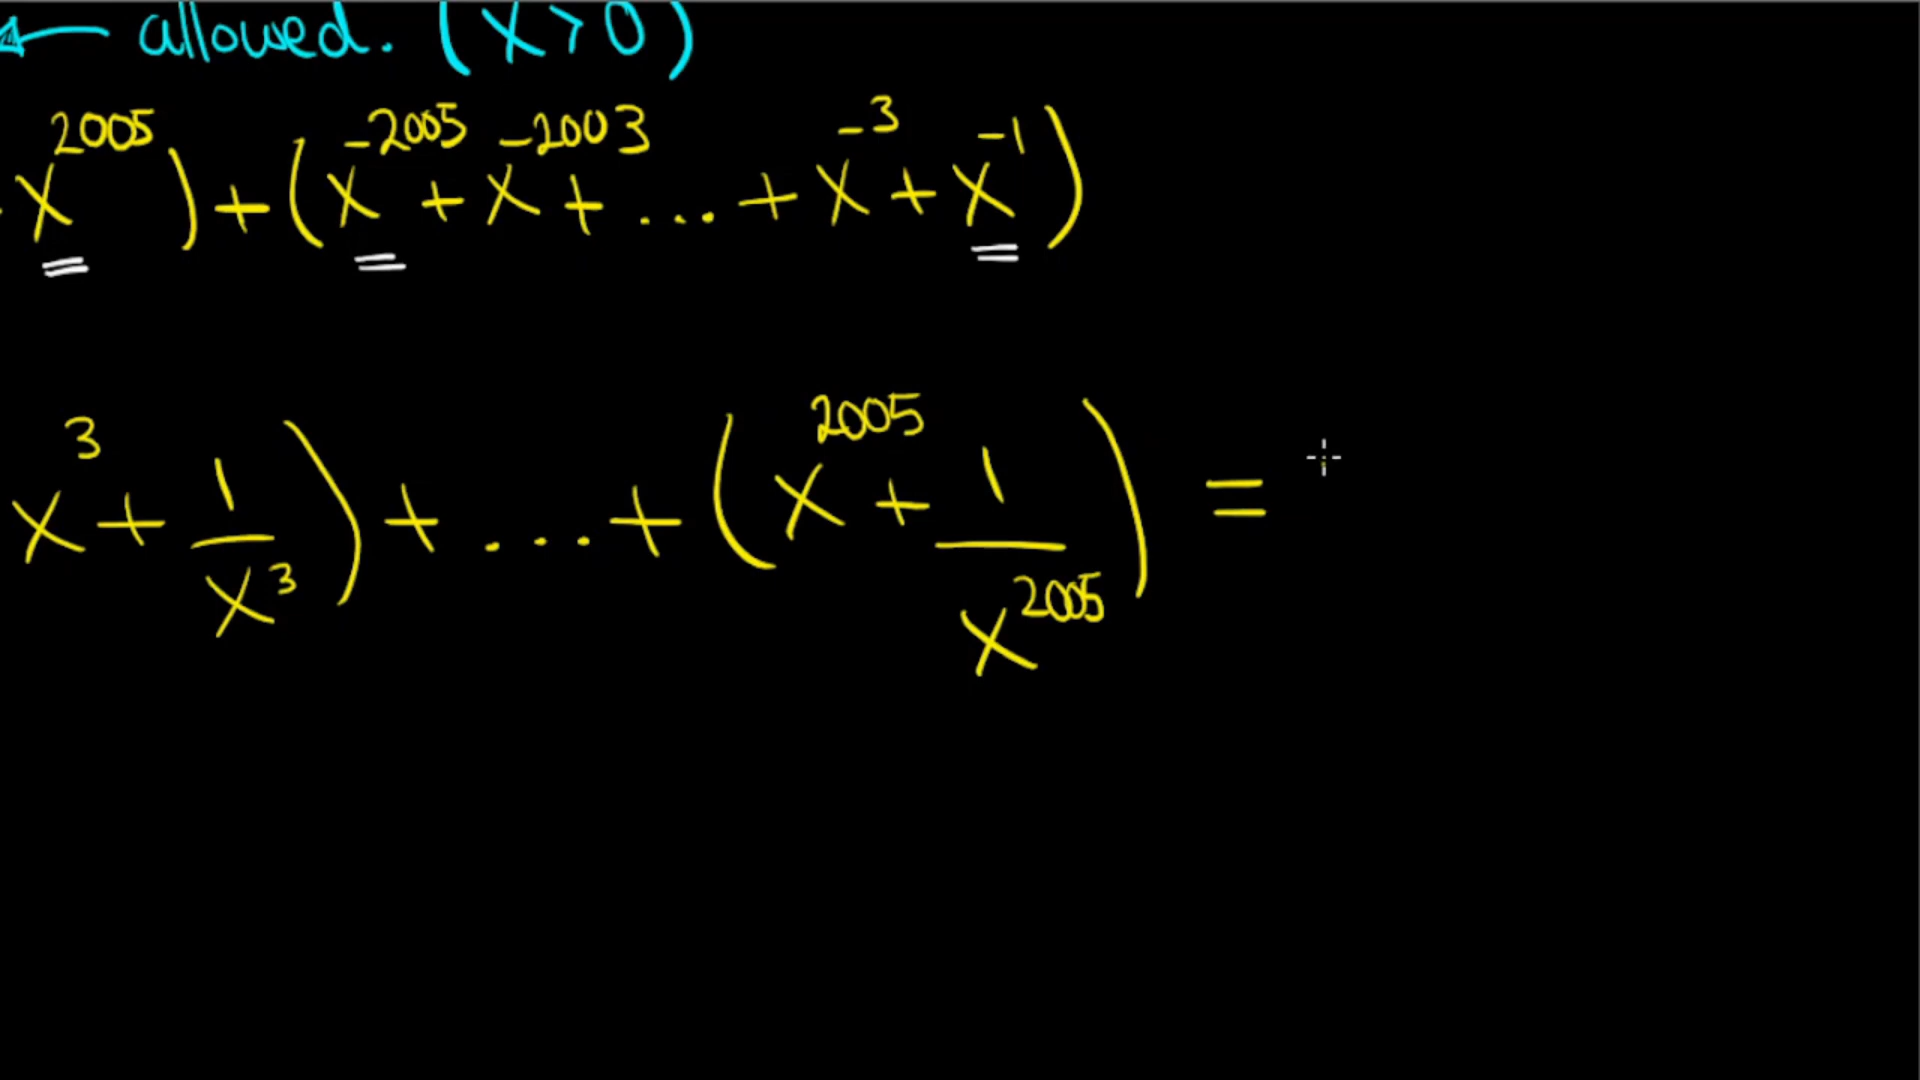 ← allowed. (x>0)
x^2005) + (x^-2005 + x^-2003 + ... + x^-3 + x^-1)
x^3 + 1/x^3) + ... + (x^2005 + 1/x^2005) =